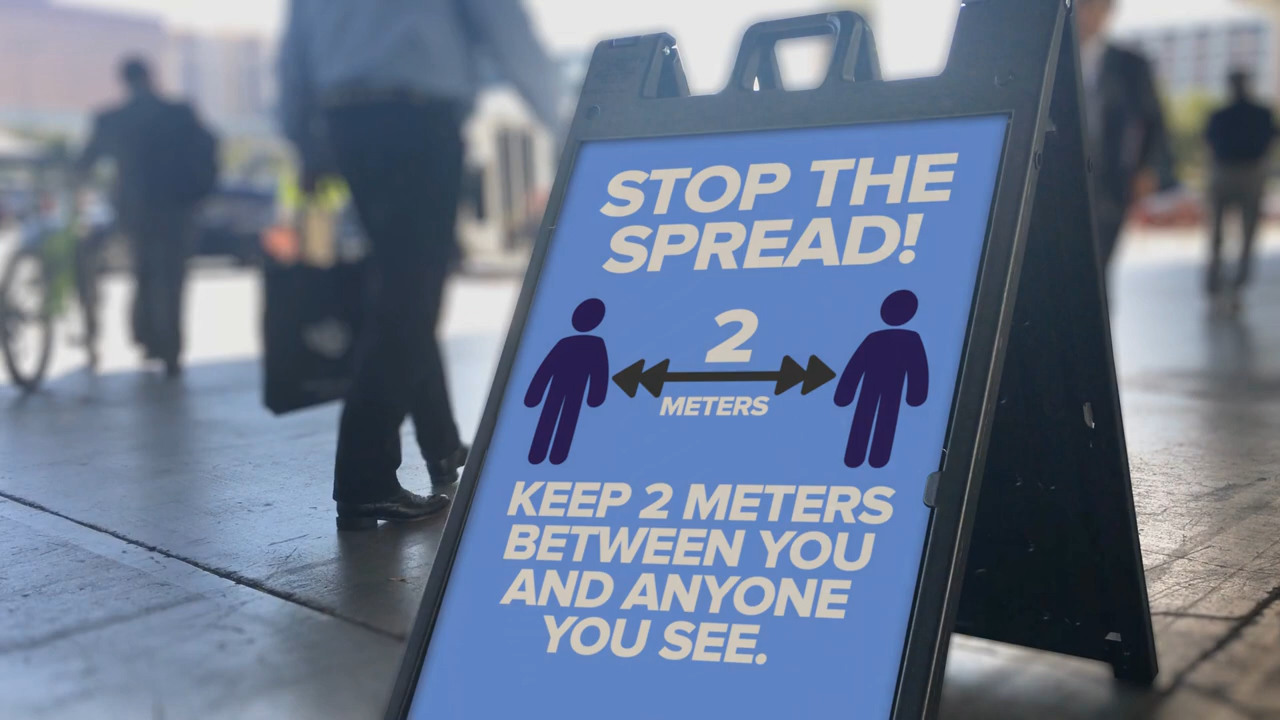 STOP THE
SPREAD!
2
METERS
KEEP 2 METERS
BETWEEN YOU
AND ANYONE
YOU SEE.